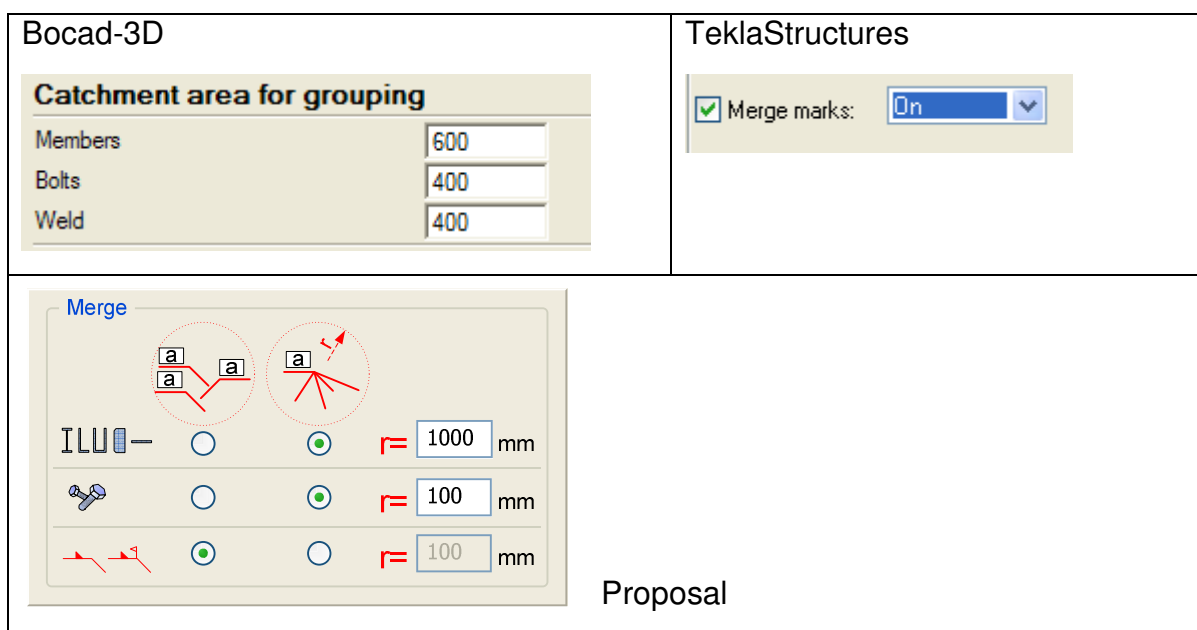 Bocad-3D
Catchment area for grouping
Members 600
Bolts 400
Weld 400
TeklaStructures
Merge marks: On
Merge
a a a a r
r= 1000 mm
r= 100 mm
r= 100 mm
Proposal